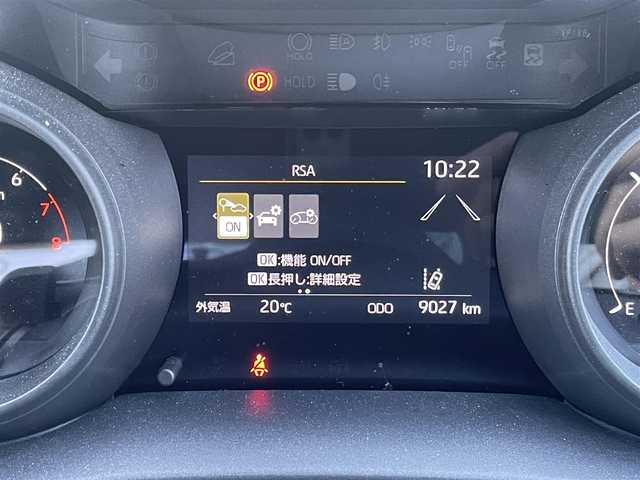 HOLD
OFF OFF
P HOLD
RSA 10:22
6
7
8
ON
OK:機能 ON/OFF
OK長押し:詳細設定
外気温 20℃ ODO 9027 km
E